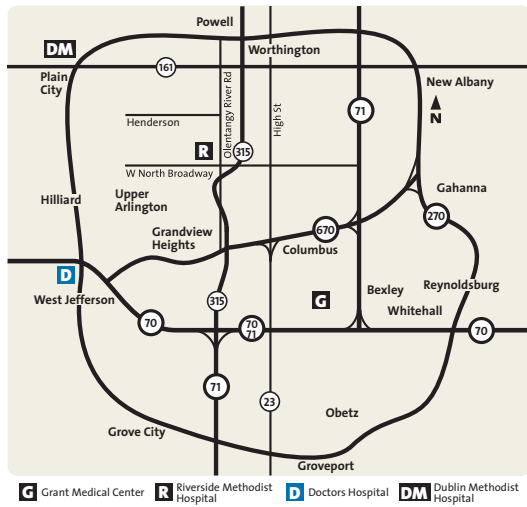 Powell
DM
Worthington
161
Plain
City
New Albany
Olentangy River Rd
High St
71
N
Henderson
R
315
W North Broadway
Hilliard
Upper
Arlington
Gahanna
270
Grandview
Heights
670
Columbus
D
West Jefferson
315
G
Bexley
Reynoldsburg
Whitehall
70
70
71
70
71
23
Obetz
Grove City
Groveport
G Grant Medical Center
R Riverside Methodist
Hospital
D Doctors Hospital
DM Dublin Methodist
Hospital